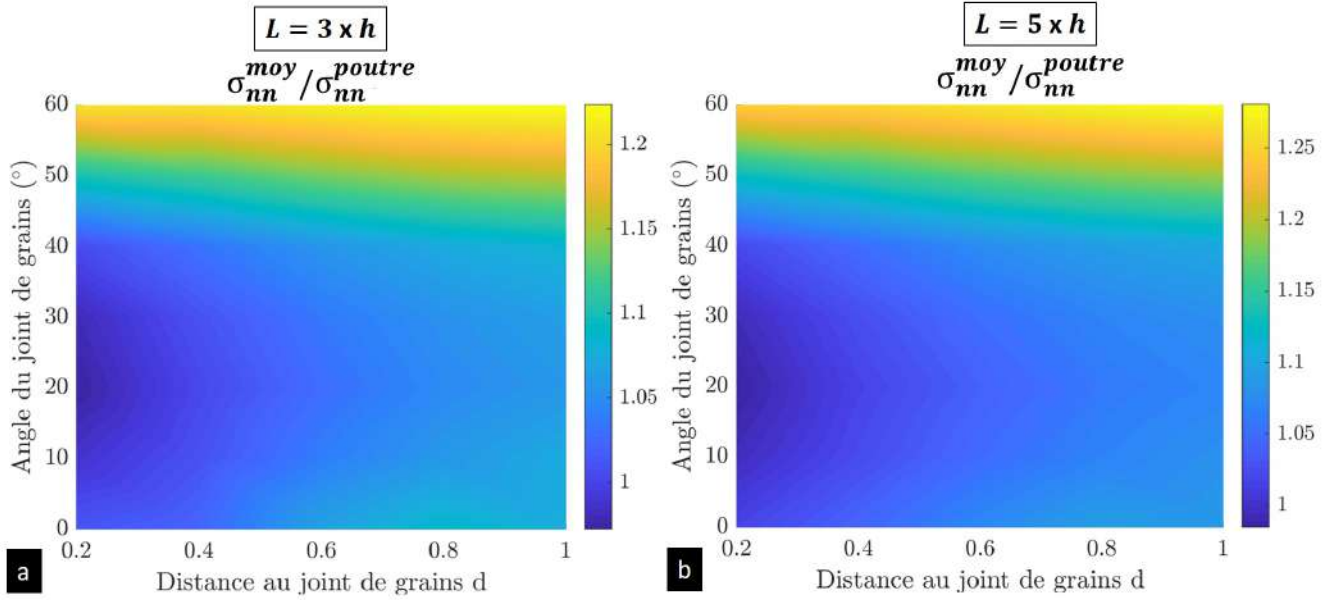 L = 3 x h
σ_nn^moy / σ_nn^poutre
60
50
40
30
20
10
0
Angle du joint de grains (°)
0.2 0.4 0.6 0.8 1
Distance au joint de grains d
1.2
1.15
1.1
1.05
1
a
L = 5 x h
σ_nn^moy / σ_nn^poutre
60
50
40
30
20
10
0
Angle du joint de grains (°)
0.2 0.4 0.6 0.8 1
Distance au joint de grains d
1.25
1.2
1.15
1.1
1.05
1
b